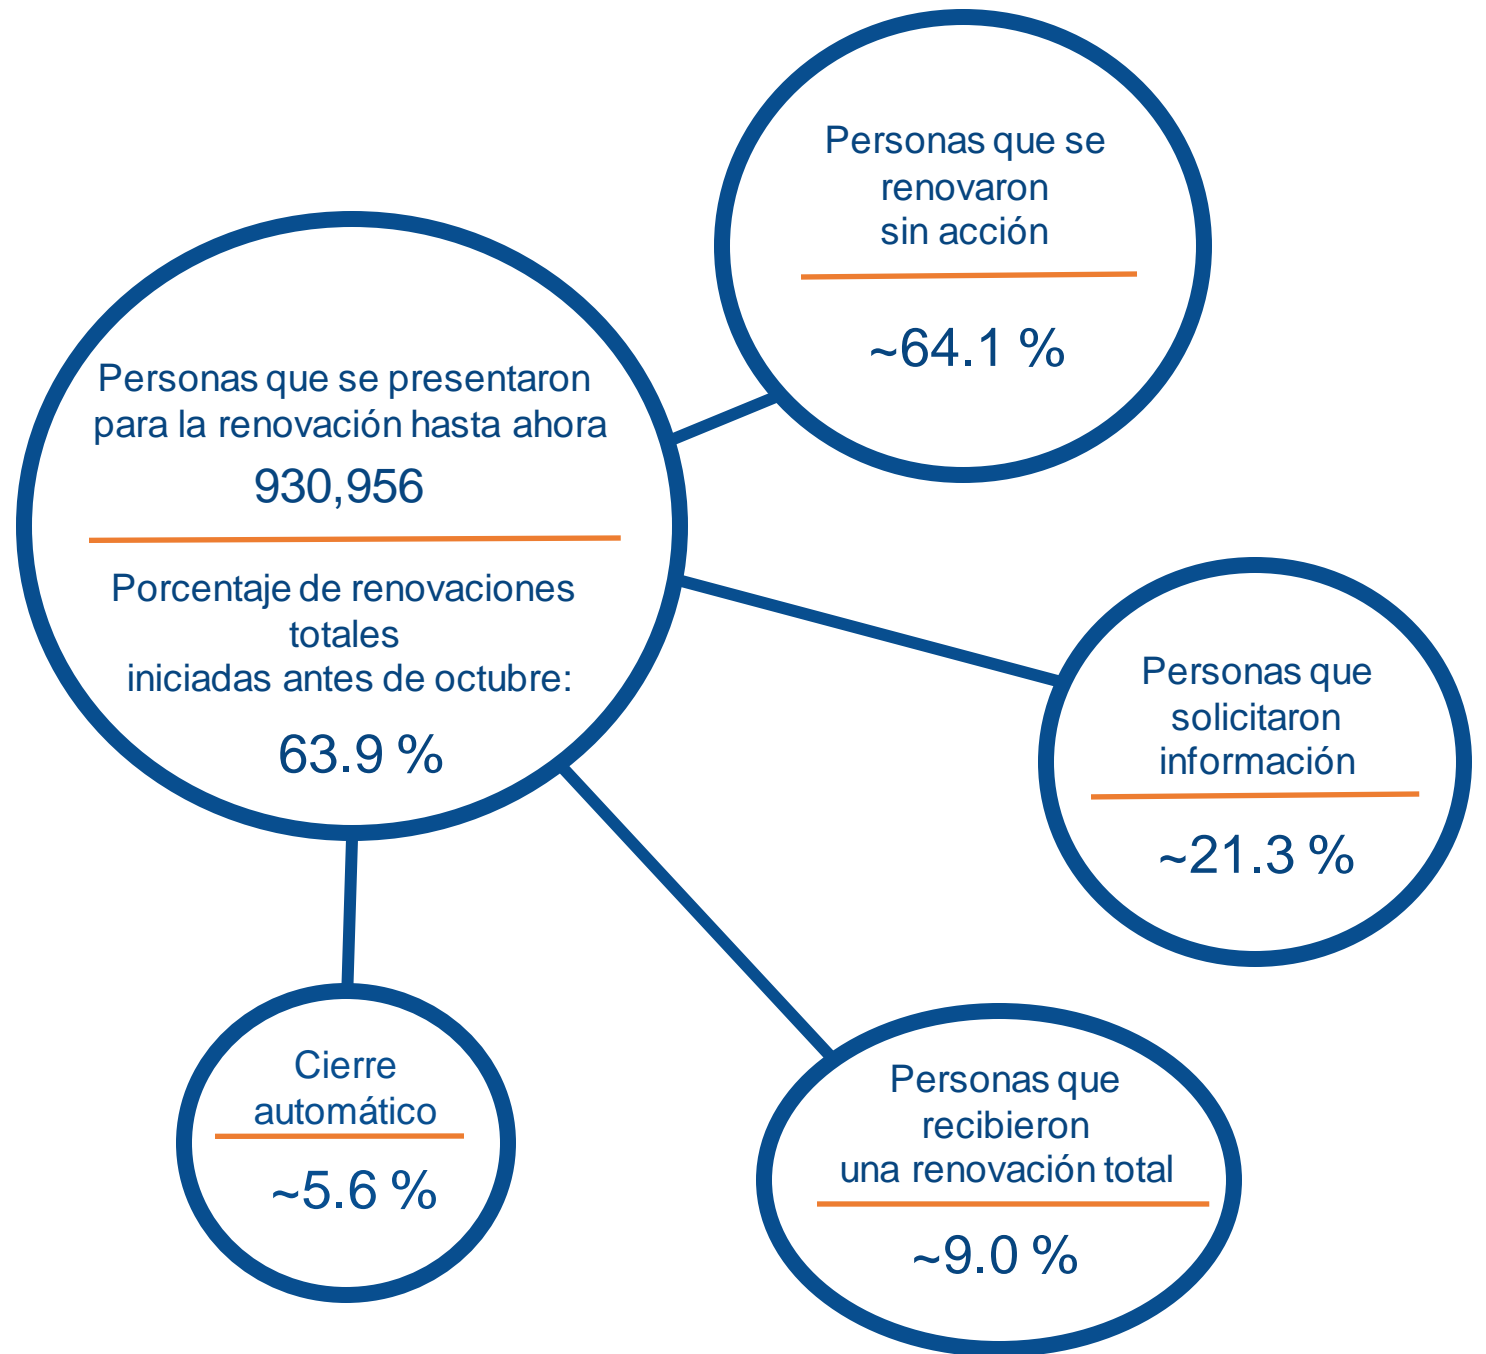 Personas que se
renovaron
sin acción
~64.1 %
Personas que se presentaron
para la renovación hasta ahora
930,956
Porcentaje de renovaciones
totales
iniciadas antes de octubre:
63.9 %
Personas que
solicitaron
información
~21.3 %
Cierre
automático
~5.6 %
Personas que
recibieron
una renovación total
~9.0 %